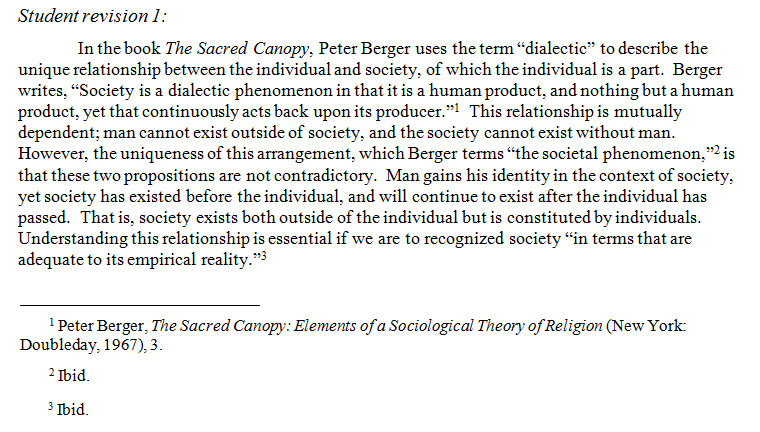 Student revision 1:
In the book The Sacred Canopy, Peter Berger uses the term “dialectic” to describe the
unique relationship between the individual and society, of which the individual is a part.  Berger
writes, “Society is a dialectic phenomenon in that it is a human product, and nothing but a human
product, yet that continuously acts back upon its producer.”1  This relationship is mutually
dependent; man cannot exist outside of society, and the society cannot exist without man.
However, the uniqueness of this arrangement, which Berger terms “the societal phenomenon,”2 is
that these two propositions are not contradictory.  Man gains his identity in the context of society,
yet society has existed before the individual, and will continue to exist after the individual has
passed.  That is, society exists both outside of the individual but is constituted by individuals.
Understanding this relationship is essential if we are to recognized society “in terms that are
adequate to its empirical reality.”3
1 Peter Berger, The Sacred Canopy: Elements of a Sociological Theory of Religion (New York:
Doubleday, 1967), 3.
2 Ibid.
3 Ibid.